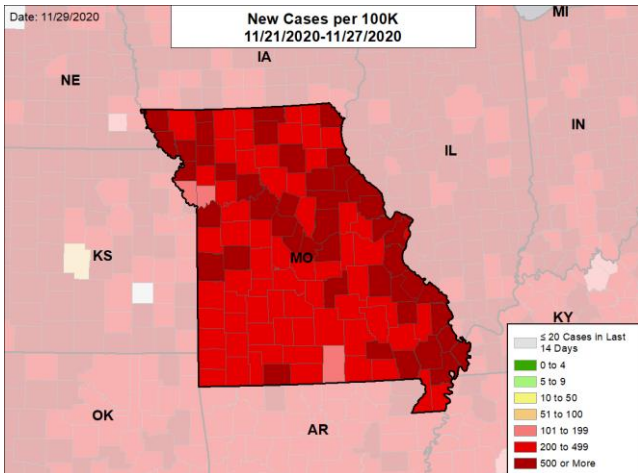 Date: 11/29/2020
New Cases per 100K
11/21/2020-11/27/2020
MI
IA
NE
IN
IL
KS
MO
KY
OK
AR
≤ 20 Cases in Last
14 Days
0 to 4
5 to 9
10 to 50
51 to 100
101 to 199
200 to 499
500 or More